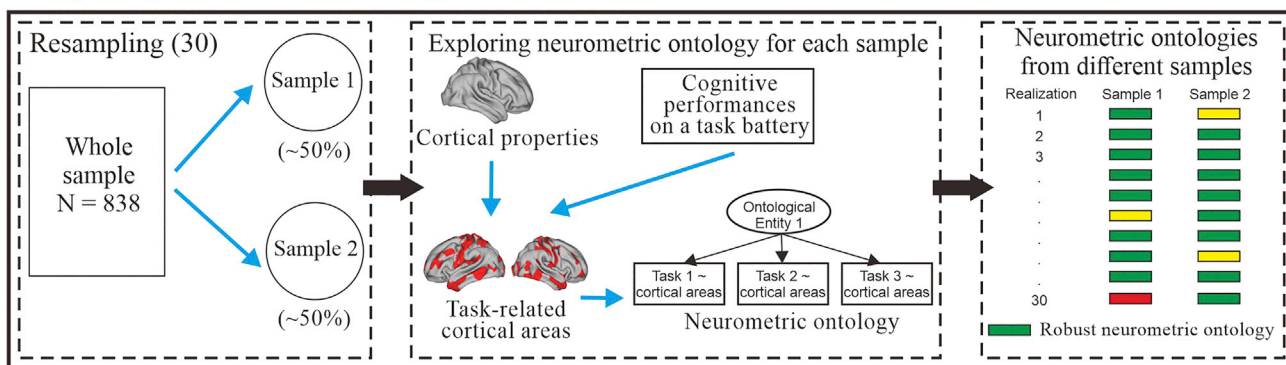 Resampling (30)
Whole
sample
N = 838
Sample 1
(~50%)
Sample 2
(~50%)
Exploring neurometric ontology for each sample
Cortical properties
Cognitive
performances
on a task battery
Task-related
cortical areas
Ontological
Entity 1
Task 1 ~
cortical areas
Task 2 ~
cortical areas
Task 3 ~
cortical areas
Neurometric ontology
Neurometric ontologies
from different samples
Realization Sample 1 Sample 2
1
2
3
.
.
.
.
.
.
30
Robust neurometric ontology